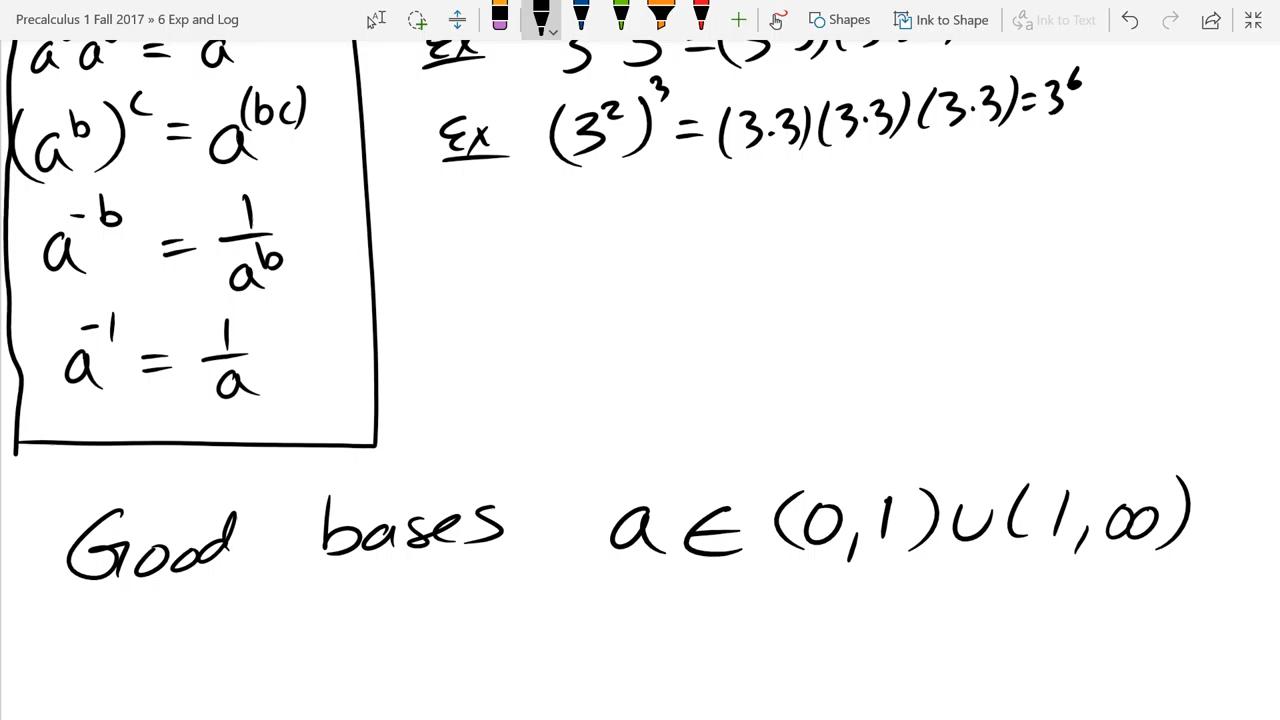 Precalculus 1 Fall 2017 » 6 Exp and Log
Shapes
Ink to Shape
Ink to Text
a a = a
Ex
(a^b)^c = a^(bc)
Ex (3^2)^3 = (3·3)(3·3)(3·3) = 3^6
a^-b = 1/a^b
a^-1 = 1/a
Good bases a ∈ (0,1) ∪ (1,∞)